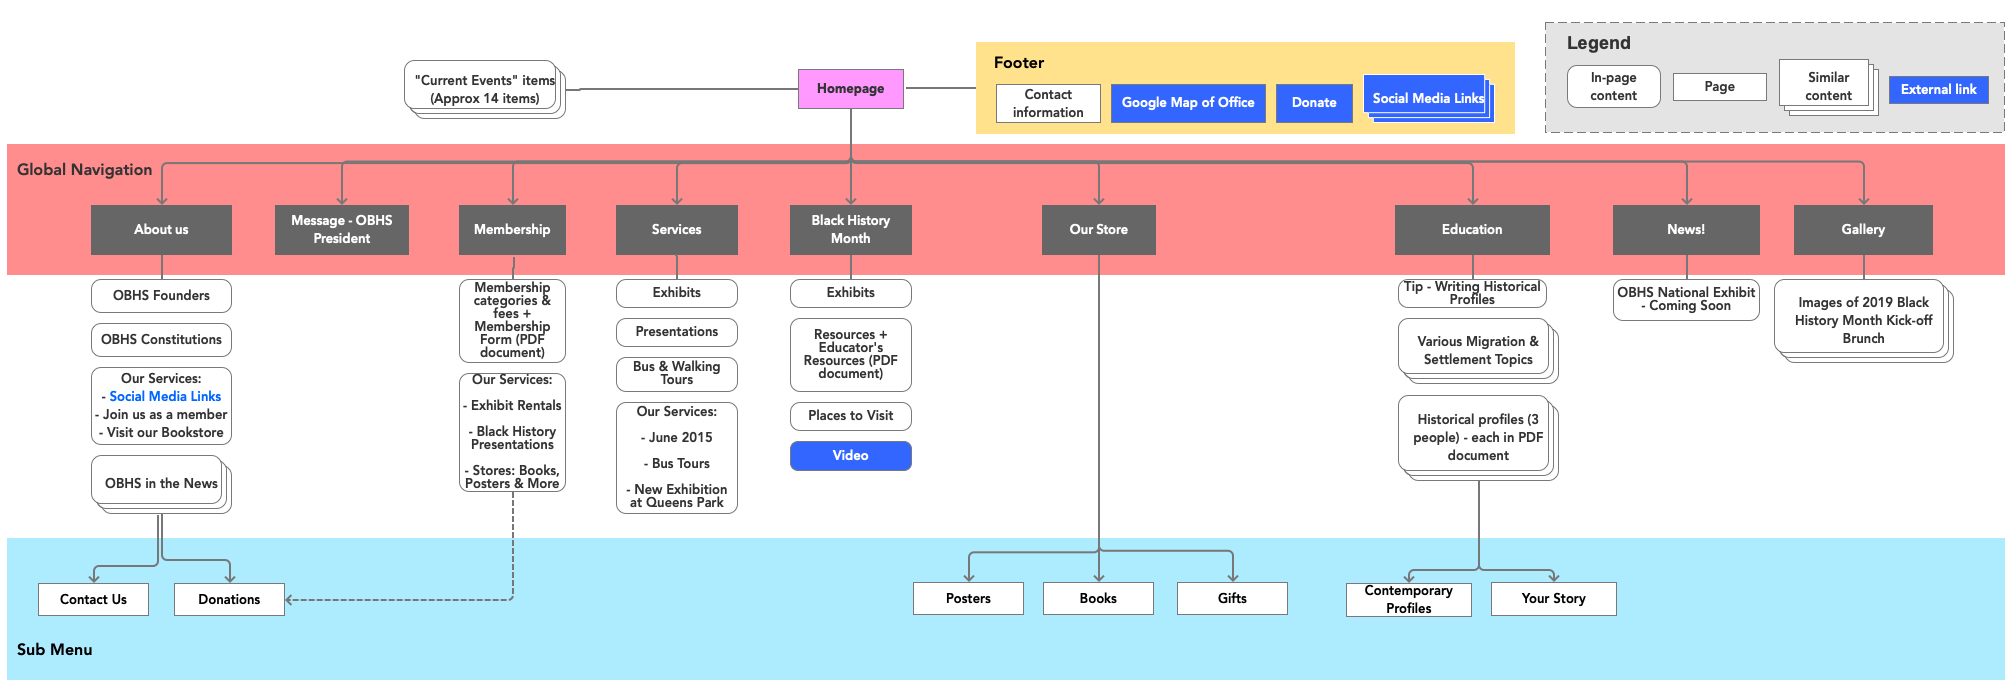 "Current Events" items
(Approx 14 items)
Homepage
Footer
Contact
information
Google Map of Office
Donate
Social Media Links
Legend
In-page
content
Page
Similar
content
External link
Global Navigation
About us
Message - OBHS
President
Membership
Services
Black History
Month
Our Store
Education
News!
Gallery
OBHS Founders
OBHS Constitutions
Our Services:
- Social Media Links
- Join us as a member
- Visit our Bookstore
OBHS in the News
Membership
categories &
fees +
Membership
Form (PDF
document)
Our Services:
- Exhibit Rentals
- Black History
Presentations
- Stores: Books,
Posters & More
Exhibits
Presentations
Bus & Walking
Tours
Our Services:
- June 2015
- Bus Tours
- New Exhibition
at Queens Park
Exhibits
Resources +
Educator's
Resources (PDF
document)
Places to Visit
Video
Tip - Writing Historical
Profiles
Various Migration &
Settlement Topics
Historical profiles (3
people) - each in PDF
document
OBHS National Exhibit
- Coming Soon
Images of 2019 Black
History Month Kick-off
Brunch
Contact Us
Donations
Posters
Books
Gifts
Contemporary
Profiles
Your Story
Sub Menu